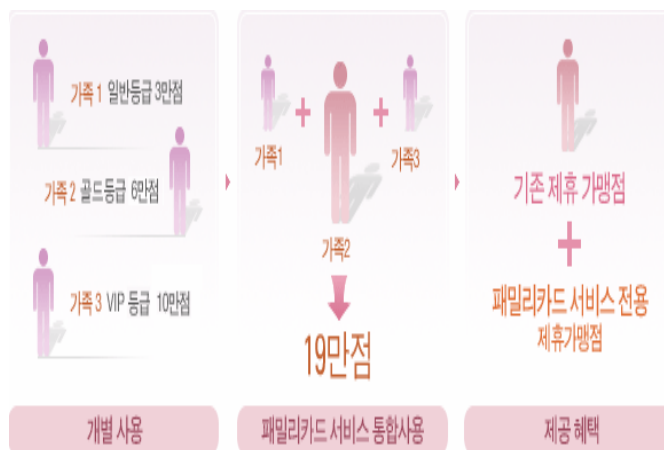 가족 1 일반등급 3만점
가족 2 골드등급 6만점
가족 3 VIP 등급 10만점
개별 사용
+
+
가족1
가족3
가족2
19만점
패밀리카드 서비스 통합사용
기존 제휴 가맹점
+
패밀리카드 서비스 전용
제휴가맹점
제공 혜택